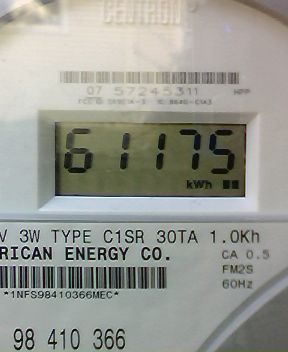 CENTRON
07 57245311 HPP
61175
kWh
V 3W TYPE C1SR 30TA 1.0Kh
RICAN ENERGY CO. CA 0.5
FM2S
60Hz
*1NFS98410366MEC*
98 410 366